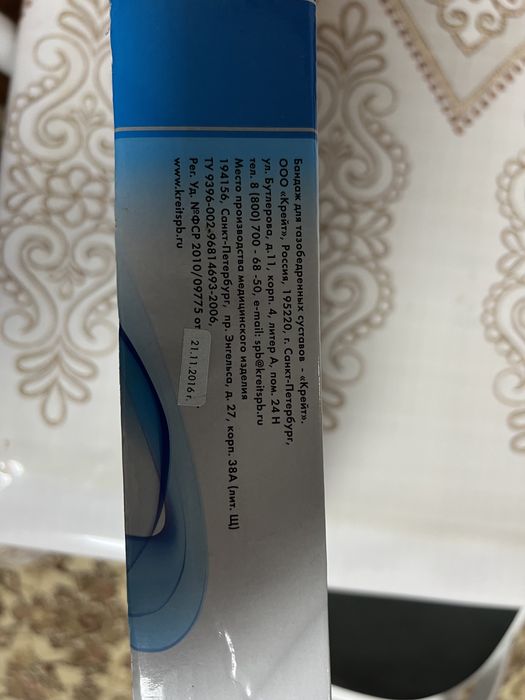 Бандаж для тазобедренных суставов - «Крейт».
ООО «Крейт», Россия, 195220, г. Санкт-Петербург,
ул. Бутлерова, д.11, корп. 4, литер А, пом. 24 Н
тел. 8 (800) 700 - 68 -50, e-mail: spb@kreitspb.ru
Место производства медицинского изделия
194156, Санкт-Петербург, пр. Энгельса, д. 27, корп. 38А (лит. Щ)
ТУ 9396-002-96814693-2006,
Рег. Уд. №ФСР 2010/09775 от 21.11.2016 г.
www.kreitspb.ru